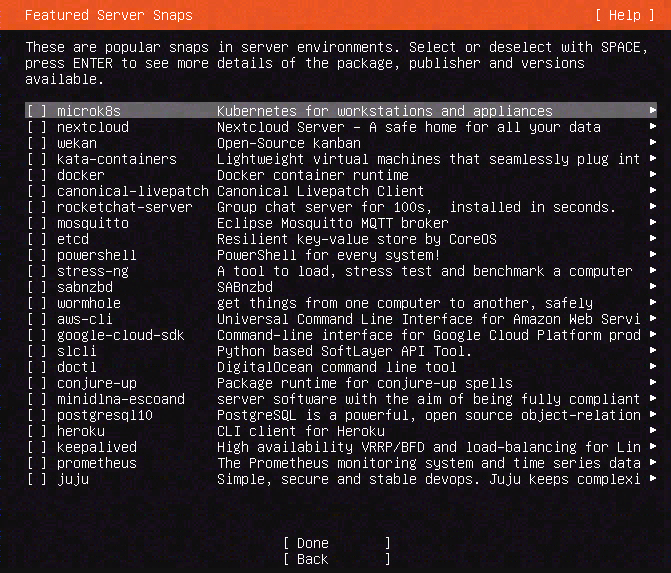 Featured Server Snaps [ Help ]
These are popular snaps in server environments. Select or deselect with SPACE,
press ENTER to see more details of the package, publisher and versions
available.
[ ] microk8s Kubernetes for workstations and appliances ▸
[ ] nextcloud Nextcloud Server - A safe home for all your data ▸
[ ] wekan Open-Source kanban ▸
[ ] kata-containers Lightweight virtual machines that seamlessly plug int ▸
[ ] docker Docker container runtime ▸
[ ] canonical-livepatch Canonical Livepatch Client ▸
[ ] rocketchat-server Group chat server for 100s, installed in seconds. ▸
[ ] mosquitto Eclipse Mosquitto MQTT broker ▸
[ ] etcd Resilient key-value store by CoreOS ▸
[ ] powershell PowerShell for every system! ▸
[ ] stress-ng A tool to load, stress test and benchmark a computer ▸
[ ] sabnzbd SABnzbd ▸
[ ] wormhole get things from one computer to another, safely ▸
[ ] aws-cli Universal Command Line Interface for Amazon Web Servi ▸
[ ] google-cloud-sdk Command-line interface for Google Cloud Platform prod ▸
[ ] slcli Python based SoftLayer API Tool. ▸
[ ] doctl DigitalOcean command line tool ▸
[ ] conjure-up Package runtime for conjure-up spells ▸
[ ] minidlna-escoand server software with the aim of being fully compliant ▸
[ ] postgresql10 PostgreSQL is a powerful, open source object-relation ▸
[ ] heroku CLI client for Heroku ▸
[ ] keepalived High availability VRRP/BFD and load-balancing for Lin ▸
[ ] prometheus The Prometheus monitoring system and time series data ▸
[ ] juju Simple, secure and stable devops. Juju keeps complexi ▸
[ Done ]
[ Back ]